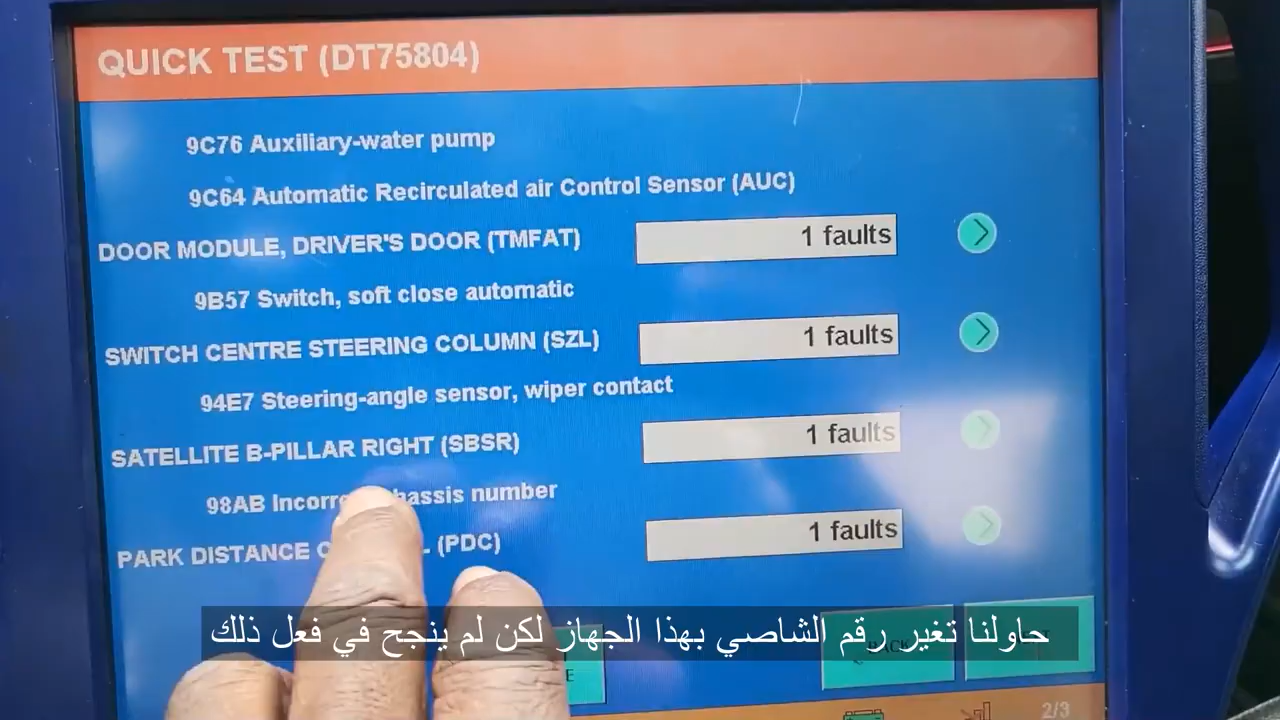 QUICK TEST (DT75804)
9C76 Auxiliary-water pump
9C64 Automatic Recirculated air Control Sensor (AUC)
DOOR MODULE, DRIVER'S DOOR (TMFAT) 1 faults
9B57 Switch, soft close automatic
SWITCH CENTRE STEERING COLUMN (SZL) 1 faults
94E7 Steering-angle sensor, wiper contact
SATELLITE B-PILLAR RIGHT (SBSR) 1 faults
98AB number
PARK DISTANCE (PDC) 1 faults
حاولنا تغير رقم الشاصي بهذا الجهاز لكن لم ينجح في فعل ذلك
2/3